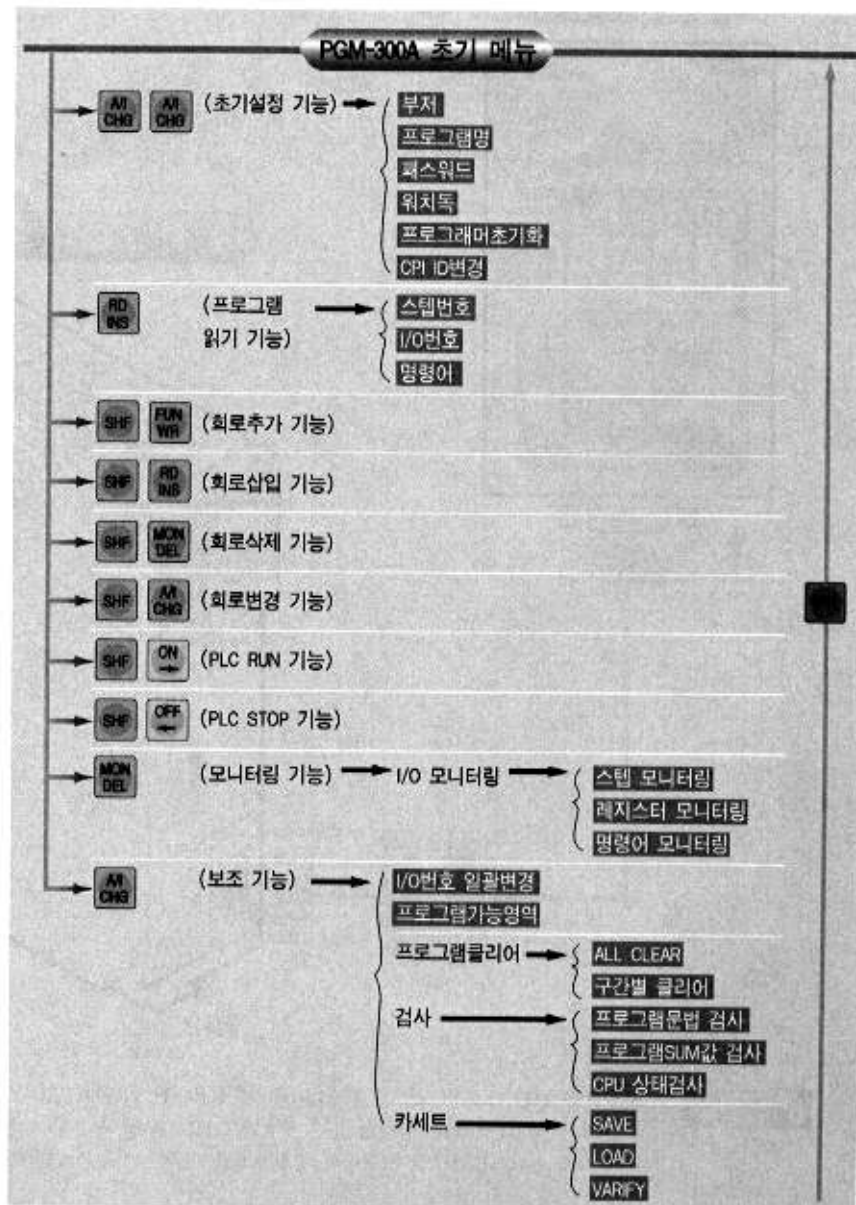 PGM-300A 초기 메뉴
A/I CHG A/I CHG (초기설정 기능)
부저
프로그램명
패스워드
워치독
프로그래머초기화
CPI ID변경
RD INS (프로그램 읽기 기능)
스텝번호
I/O번호
명령어
SHF FUN WR (회로추가 기능)
SHF RD INS (회로삽입 기능)
SHF MON DEL (회로삭제 기능)
SHF A/I CHG (회로변경 기능)
SHF ON (PLC RUN 기능)
SHF OFF (PLC STOP 기능)
MON DEL (모니터링 기능) I/O 모니터링
스텝 모니터링
레지스터 모니터링
명령어 모니터링
A/I CHG (보조 기능)
I/O번호 일괄변경
프로그램가능영역
프로그램클리어
ALL CLEAR
구간별 클리어
검사
프로그램문법 검사
프로그램SUM값 검사
CPU 상태검사
카세트
SAVE
LOAD
VARIFY